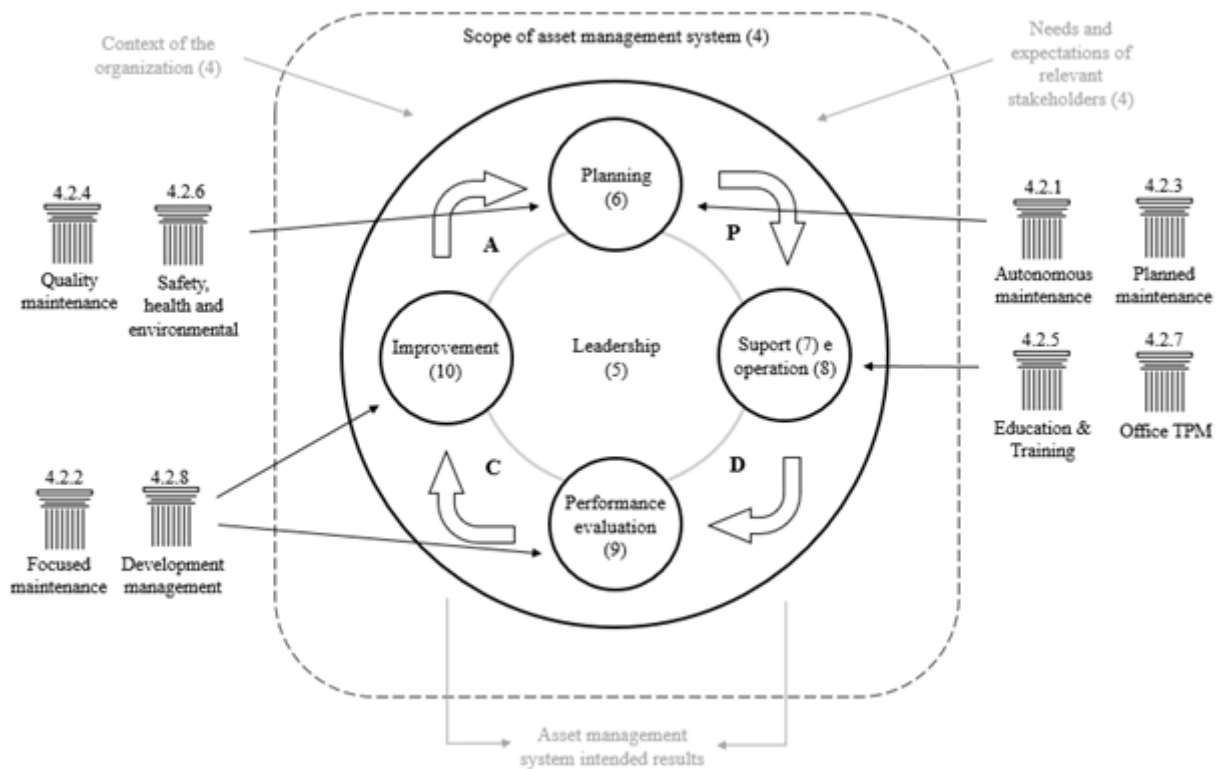 Scope of asset management system (4)
Context of the
organization (4)
Needs and
expectations of
relevant
stakeholders (4)
Planning
(6)
A
P
4.2.4
4.2.6
Quality
maintenance
Safety,
health and
environmental
4.2.1
4.2.3
Autonomous
maintenance
Planned
maintenance
Improvement
(10)
Leadership
(5)
Suport (7) e
operation (8)
4.2.5
4.2.7
Education &
Training
Office TPM
C
D
4.2.2
4.2.8
Focused
maintenance
Development
management
Performance
evaluation
(9)
Asset management
system intended results